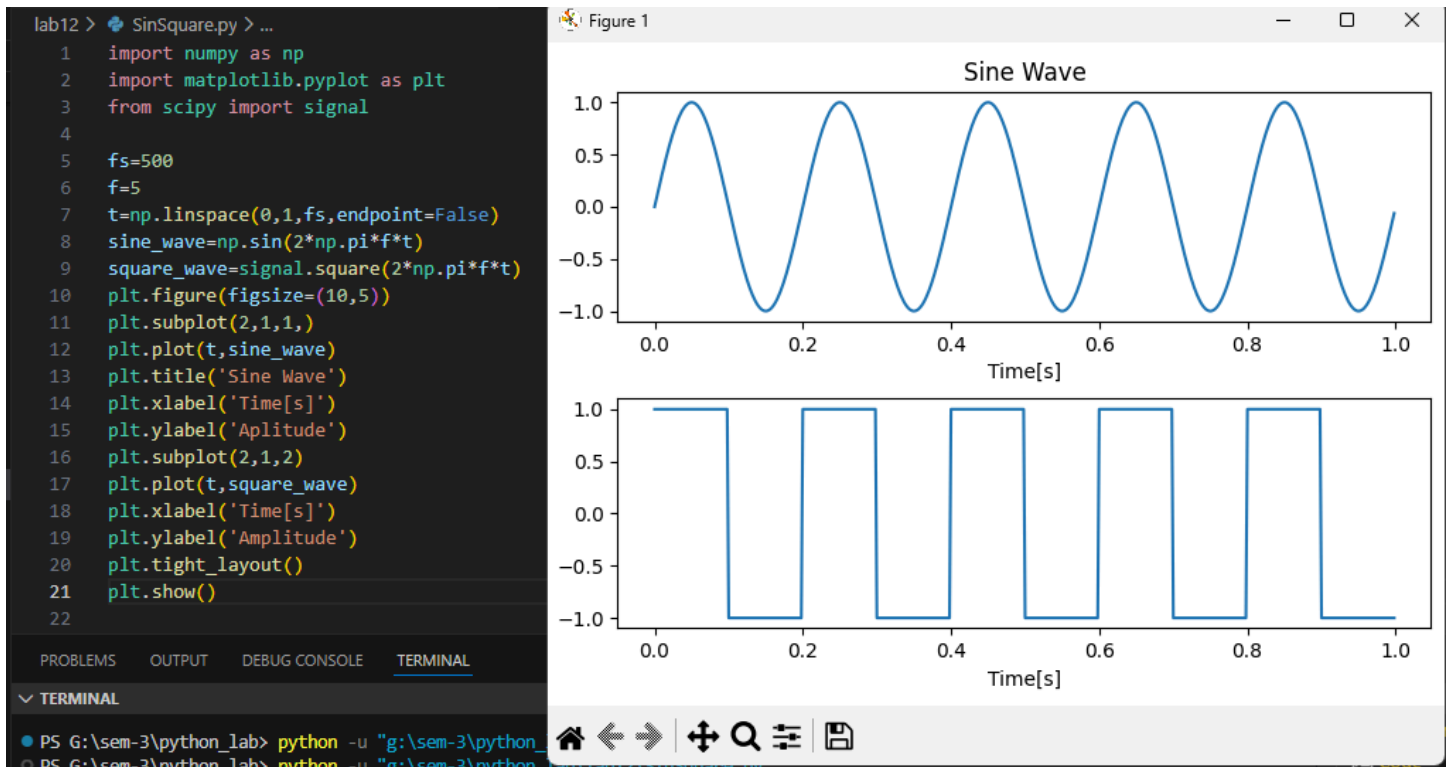 lab12 > SinSquare.py > ...
1 import numpy as np
2 import matplotlib.pyplot as plt
3 from scipy import signal
4
5 fs=500
6 f=5
7 t=np.linspace(0,1,fs,endpoint=False)
8 sine_wave=np.sin(2*np.pi*f*t)
9 square_wave=signal.square(2*np.pi*f*t)
10 plt.figure(figsize=(10,5))
11 plt.subplot(2,1,1,)
12 plt.plot(t,sine_wave)
13 plt.title('Sine Wave')
14 plt.xlabel('Time[s]')
15 plt.ylabel('Aplitude')
16 plt.subplot(2,1,2)
17 plt.plot(t,square_wave)
18 plt.xlabel('Time[s]')
19 plt.ylabel('Amplitude')
20 plt.tight_layout()
21 plt.show()
22
PROBLEMS OUTPUT DEBUG CONSOLE TERMINAL
TERMINAL
PS G:\sem-3\python_lab> python -u "g:\sem-3\python_
PS G:\sem-3\python_lab> python -u "g:\sem-3\python_
Figure 1
Sine Wave
1.0
0.5
0.0
−0.5
−1.0
0.0 0.2 0.4 0.6 0.8 1.0
Time[s]
1.0
0.5
0.0
−0.5
−1.0
0.0 0.2 0.4 0.6 0.8 1.0
Time[s]